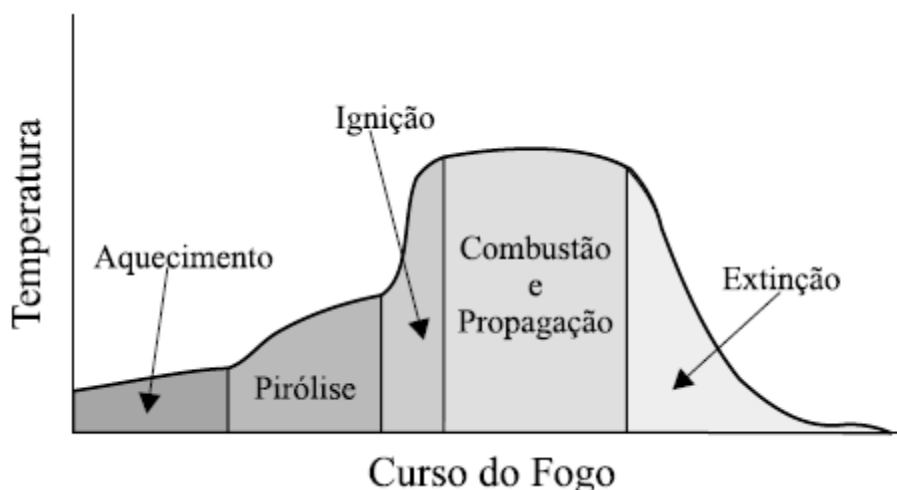 Temperatura
Aquecimento
Pirólise
Ignição
Combustão
e
Propagação
Extinção
Curso do Fogo